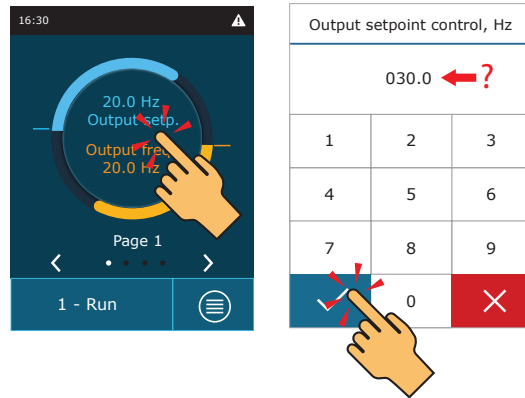 16:30
20.0 Hz
Output setp.
Output freq.
20.0 Hz
Page 1
1 - Run
Output setpoint control, Hz
030.0 ?
1 2 3
4 5 6
7 8 9
0